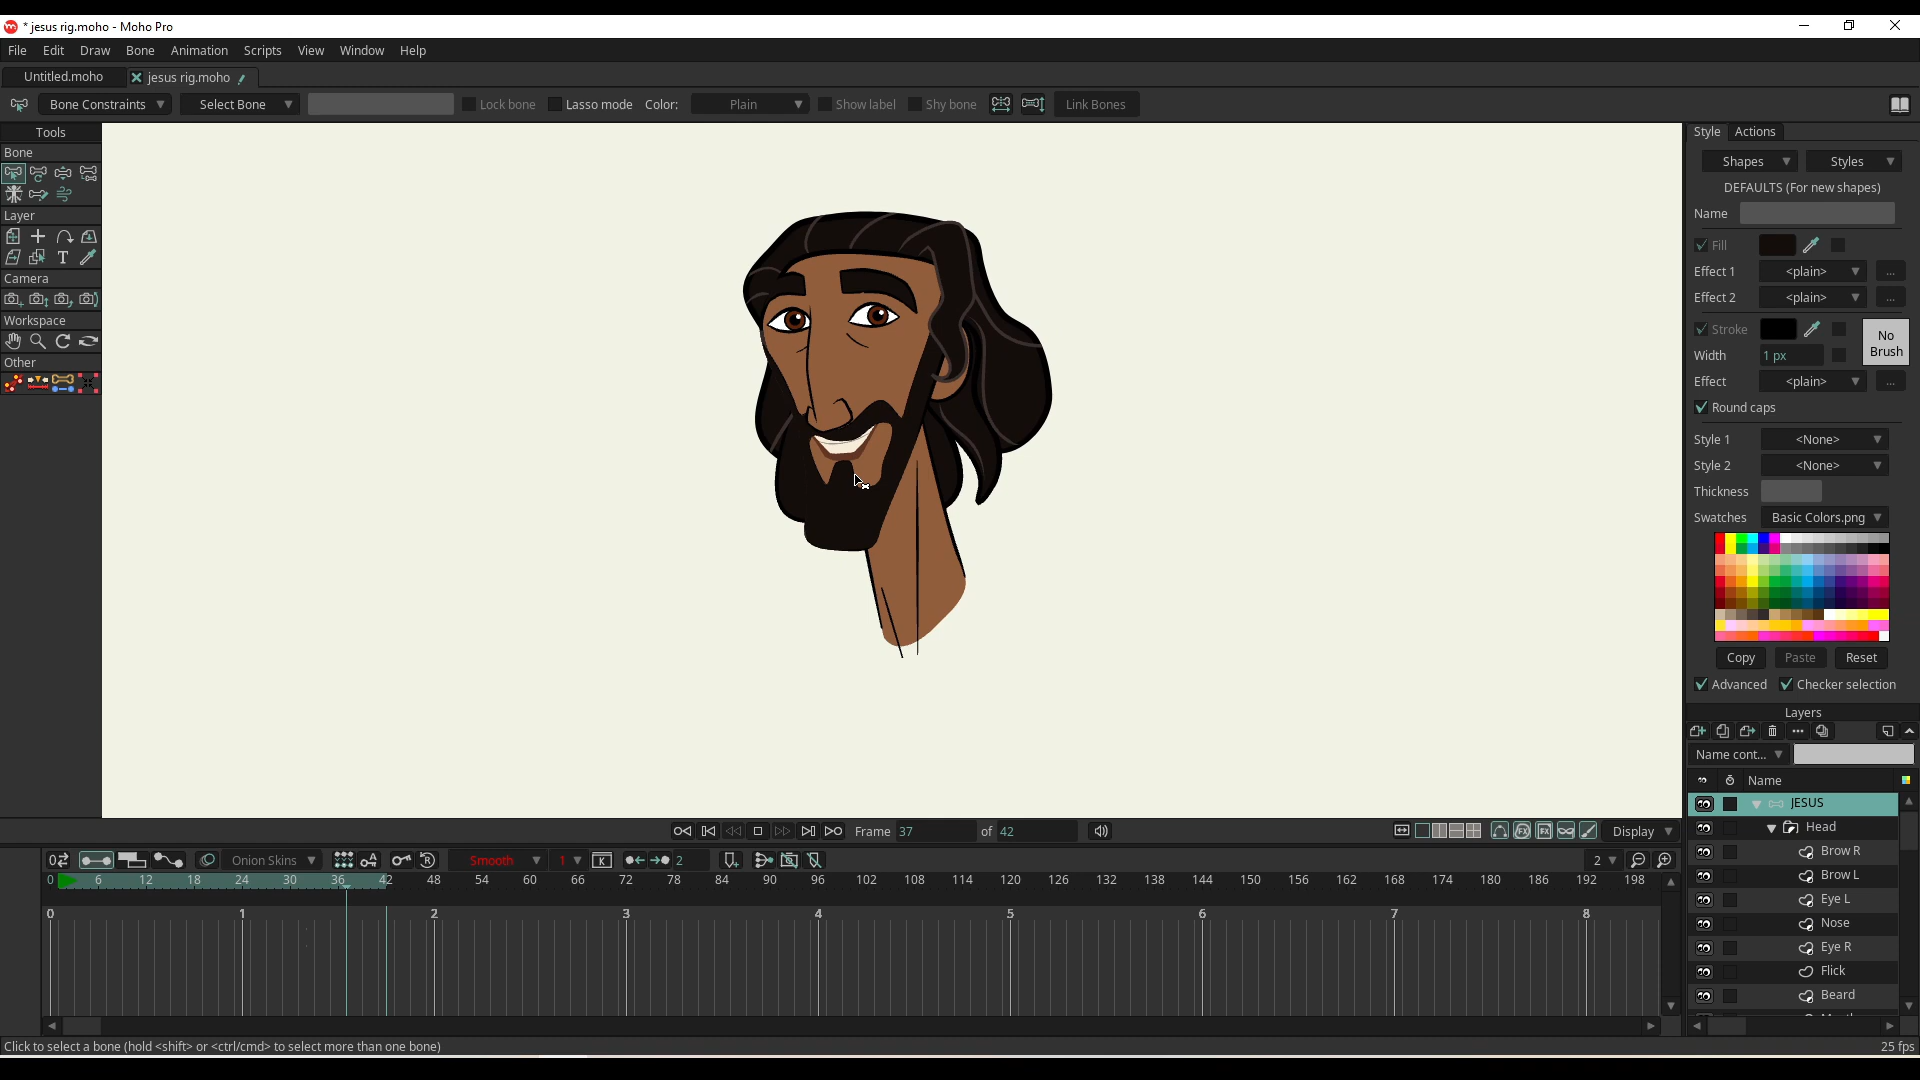 * jesus rig.moho - Moho Pro
File Edit Draw Bone Animation Scripts View Window Help
Untitled.moho jesus rig.moho
Bone Constraints Select Bone Lock bone Lasso mode Color: Plain Show label Shy bone Link Bones
Tools
Bone
Layer
Camera
Workspace
Other
Style Actions
Shapes Styles
DEFAULTS (For new shapes)
Name
Fill
Effect 1 <plain> ...
Effect 2 <plain> ...
Stroke No Brush
Width 1 px
Effect <plain> ...
Round caps
Style 1 <None>
Style 2 <None>
Thickness
Swatches Basic Colors.png
Copy Paste Reset
Advanced Checker selection
Layers
Name cont...
Name
JESUS
Head
Brow R
Brow L
Eye L
Nose
Eye R
Flick
Beard
Frame 37 of 42 Display
Onion Skins Smooth 1 2 2
0 6 12 18 24 30 36 42 48 54 60 66 72 78 84 90 96 102 108 114 120 126 132 138 144 150 156 162 168 174 180 186 192 198
0 1 2 3 4 5 6 7 8
Click to select a bone (hold <shift> or <ctrl/cmd> to select more than one bone) 25 fps